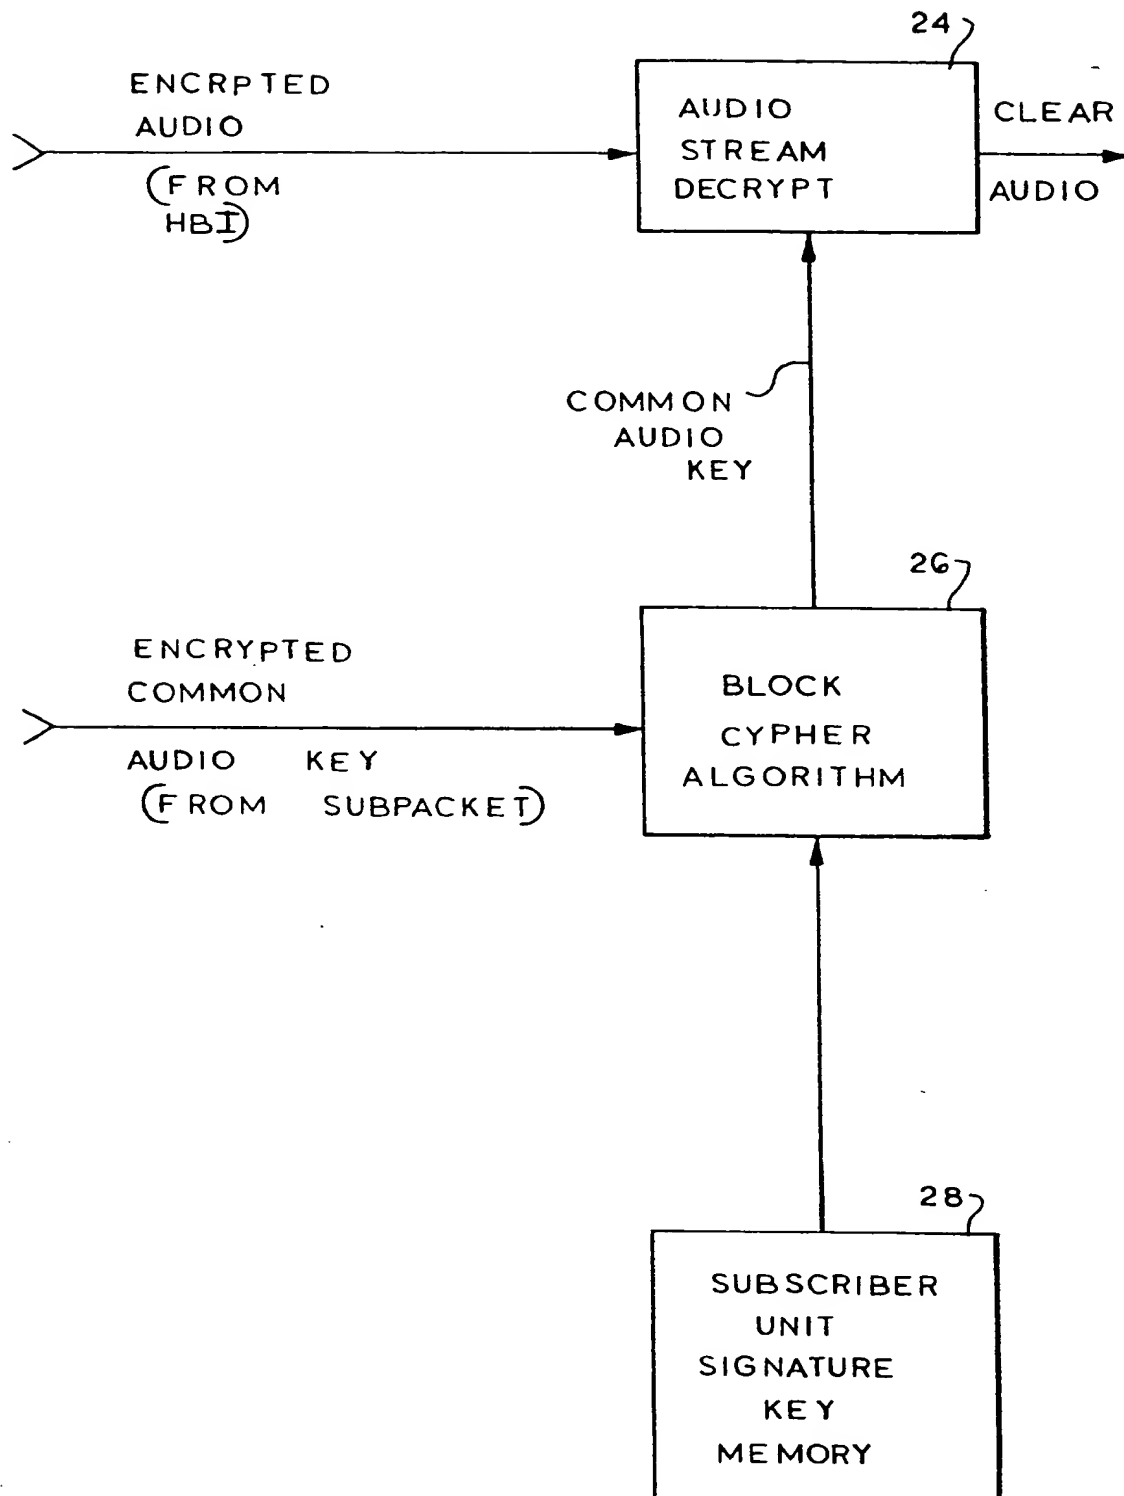 24
ENCRPTED
AUDIO
(FROM
HBI)
AUDIO
STREAM
DECRYPT
CLEAR
AUDIO
COMMON
AUDIO
KEY
26
ENCRYPTED
COMMON
AUDIO KEY
(FROM SUBPACKET)
BLOCK
CYPHER
ALGORITHM
28
SUBSCRIBER
UNIT
SIGNATURE
KEY
MEMORY